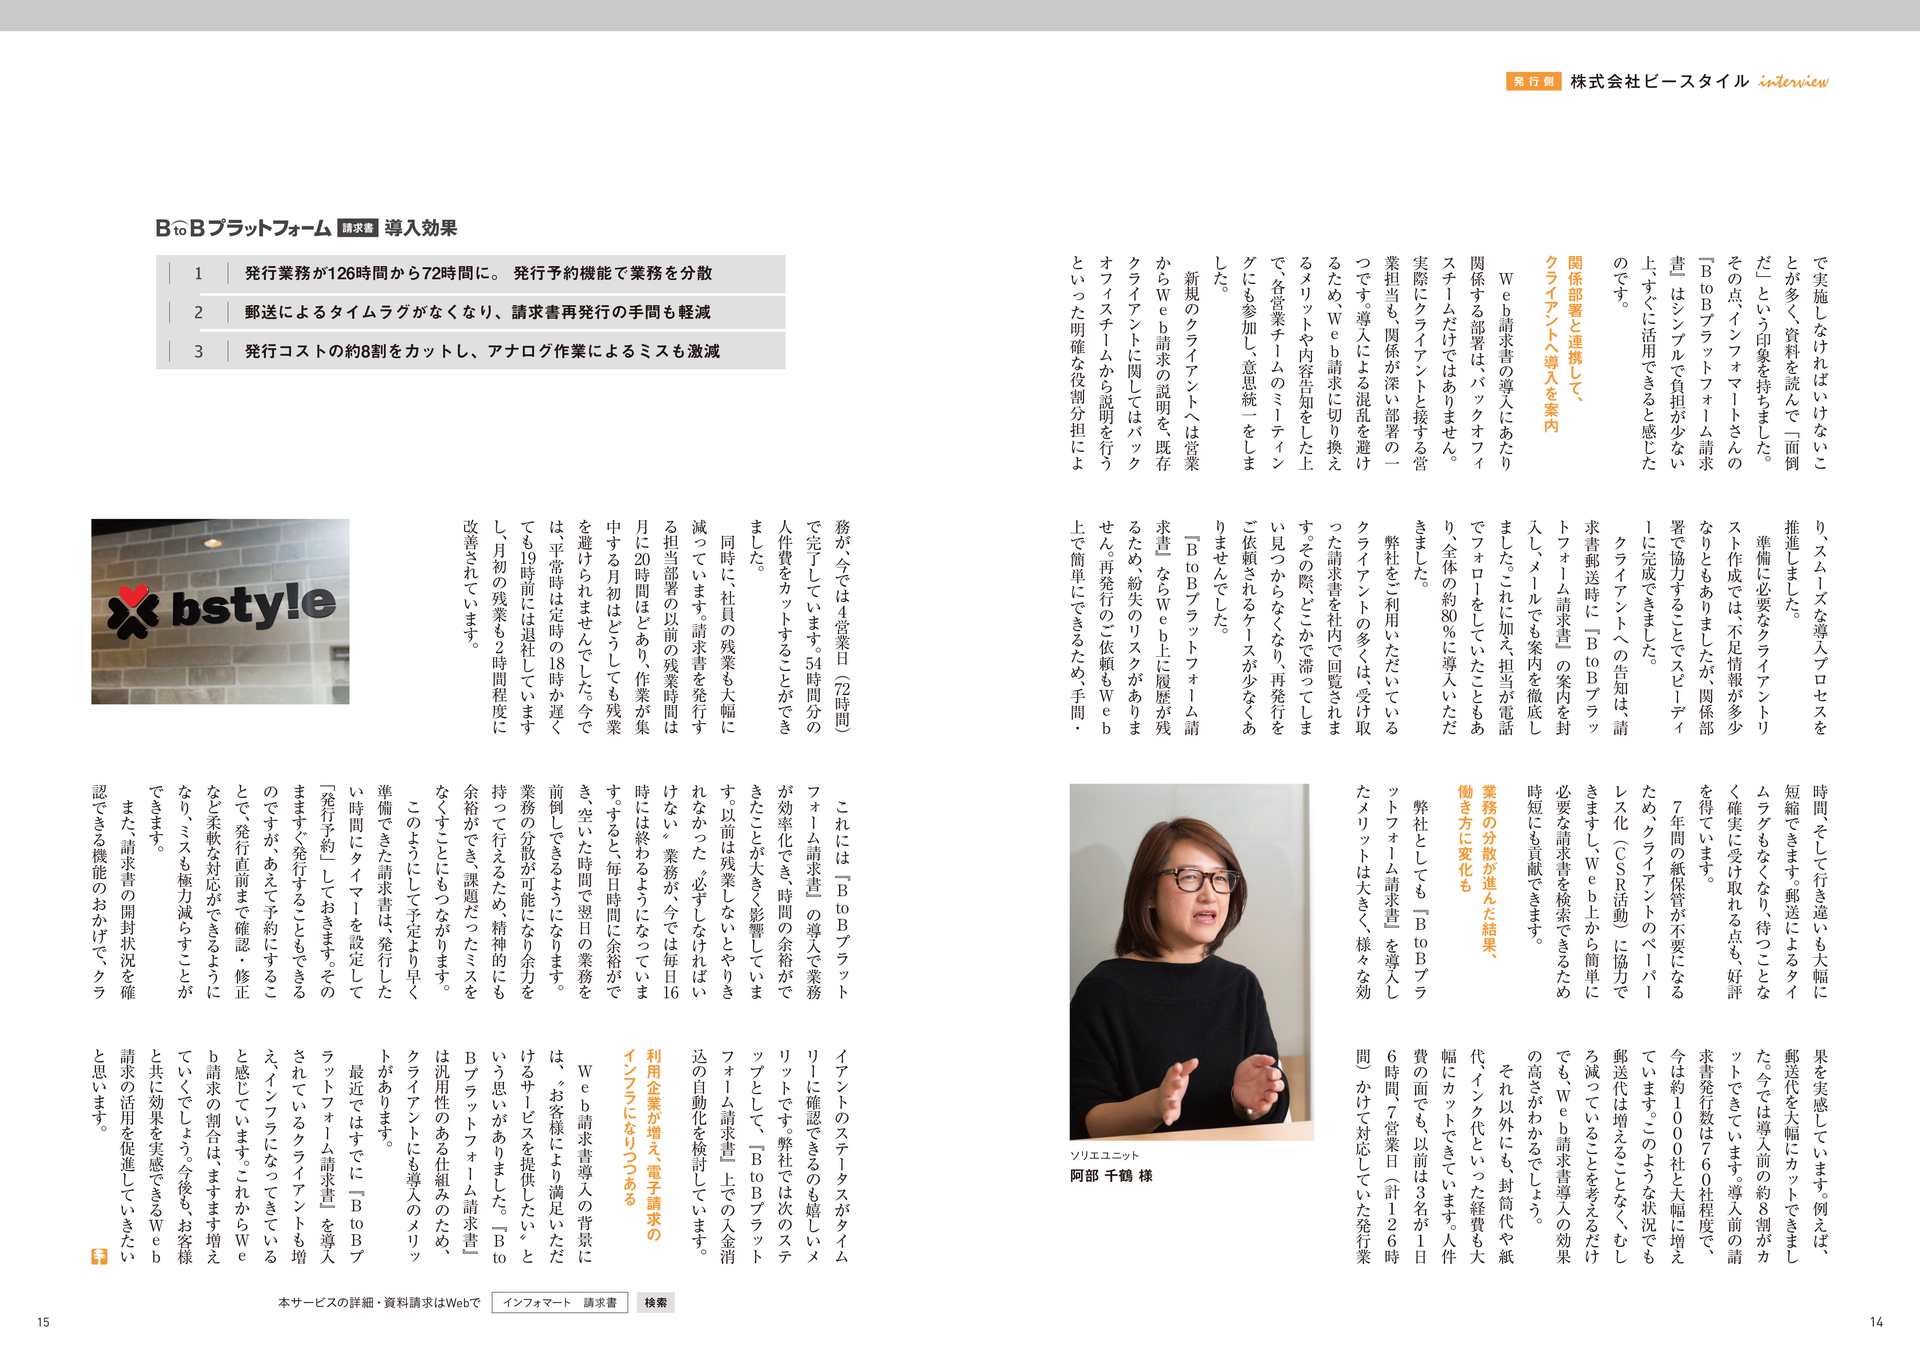 発行側 株式会社ビースタイル interview
で実施しなければいけないこ
とが多く、資料を読んで「面倒
だ」という印象を持ちました。
その点、インフォマートさんの
『BtoBプラットフォーム請求
書』はシンプルで負担が少ない
上、すぐに活用できると感じた
のです。
関係部署と連携して、
クライアントへ導入を案内
Web請求書の導入にあたり
関係する部署は、バックオフィ
スチームだけではありません。
実際にクライアントと接する営
業担当も、関係が深い部署の一
つです。導入による混乱を避け
るため、Web請求に切り換え
るメリットや内容告知をした上
で、各営業チームのミーティン
グにも参加し、意思統一をしま
した。
新規のクライアントへは営業
からWeb請求の説明を、既存
クライアントに関してはバック
オフィスチームから説明を行う
といった明確な役割分担によ
り、スムーズな導入プロセスを
推進しました。
準備に必要なクライアントリ
スト作成では、不足情報が多少
なりともありましたが、関係部
署で協力することでスピーディ
ーに完成できました。
クライアントへの告知は、請
求書郵送時に『BtoBプラッ
トフォーム請求書』の案内を封
入し、メールでも案内を徹底し
ました。これに加え、担当が電話
でフォローをしていたこともあ
り、全体の約80%に導入いただ
きました。
弊社をご利用いただいている
クライアントの多くは、受け取
った請求書を社内で回覧されま
す。その際、どこかで滞ってしま
い見つからなくなり、再発行を
ご依頼されるケースが少なくあ
りませんでした。
『BtoBプラットフォーム請
求書』ならWeb上に履歴が残
るため、紛失のリスクがありま
せん。再発行のご依頼もWeb
上で簡単にできるため、手間・
時間、そして行き違いも大幅に
短縮できます。郵送によるタイ
ムラグもなくなり、待つことな
く確実に受け取れる点も、好評
を得ています。
7年間の紙保管が不要になる
ため、クライアントのペーパー
レス化(CSR活動)に協力で
きますし、Web上から簡単に
必要な請求書を検索できるため
時短にも貢献できます。
業務の分散が進んだ結果、
働き方に変化も
弊社としても『BtoBプラ
ットフォーム請求書』を導入し
たメリットは大きく、様々な効
果を実感しています。例えば、
郵送代を大幅にカットできまし
た。今では導入前の約8割がカ
ットできています。導入前の請
求書発行数は760社程度で、
今は約1000社と大幅に増え
ています。このような状況でも
郵送代は増えることなく、むし
ろ減っていることを考えるだけ
でも、Web請求書導入の効果
の高さがわかるでしょう。
それ以外にも、封筒代や紙
代、インク代といった経費も大
幅にカットできています。人件
費の面でも、以前は3名が1日
6時間、7営業日(計126時
間)かけて対応していた発行業
ソリエユニット
阿部 千鶴 様
14
BtoBプラットフォーム 請求書 導入効果
1 発行業務が126時間から72時間に。 発行予約機能で業務を分散
2 郵送によるタイムラグがなくなり、請求書再発行の手間も軽減
3 発行コストの約8割をカットし、アナログ作業によるミスも激減
務が、今では4営業日(72時間)
で完了しています。54時間分の
人件費をカットすることができ
ました。
同時に、社員の残業も大幅に
減っています。請求書を発行す
る担当部署の以前の残業時間は
月に20時間ほどあり、作業が集
中する月初はどうしても残業
を避けられませんでした。今で
は、平常時は定時の18時か遅く
ても19時前には退社しています
し、月初の残業も2時間程度に
改善されています。
bstyle
これには『BtoBプラット
フォーム請求書』の導入で業務
が効率化でき、時間の余裕がで
きたことが大きく影響していま
す。以前は残業しないとやりき
れなかった〝必ずしなければい
けない〟業務が、今では毎日16
時には終わるようになっていま
す。すると、毎日時間に余裕がで
き、空いた時間で翌日の業務を
前倒しできるようになります。
業務の分散が可能になり余力を
持って行えるため、精神的にも
余裕ができ、課題だったミスを
なくすことにもつながります。
このようにして予定より早く
準備できた請求書は、発行した
い時間にタイマーを設定して
「発行予約」しておきます。その
まますぐ発行することもできる
のですが、あえて予約にするこ
とで、発行直前まで確認・修正
など柔軟な対応ができるように
なり、ミスも極力減らすことが
できます。
また、請求書の開封状況を確
認できる機能のおかげで、クラ
イアントのステータスがタイム
リーに確認できるのも嬉しいメ
リットです。弊社では次のステ
ップとして、『BtoBプラット
フォーム請求書』上での入金消
込の自動化を検討しています。
利用企業が増え、電子請求の
インフラになりつつある
Web請求書導入の背景に
は、〝お客様により満足いただ
けるサービスを提供したい〟と
いう思いがありました。『Bto
Bプラットフォーム請求書』
は汎用性のある仕組みのため、
クライアントにも導入のメリッ
トがあります。
最近ではすでに『BtoBプ
ラットフォーム請求書』を導入
されているクライアントも増
え、インフラになってきている
と感じています。これからWe
b請求の割合は、ますます増え
ていくでしょう。今後も、お客様
と共に効果を実感できるWeb
請求の活用を促進していきたい
と思います。
本サービスの詳細・資料請求はWebで インフォマート 請求書 検索
15